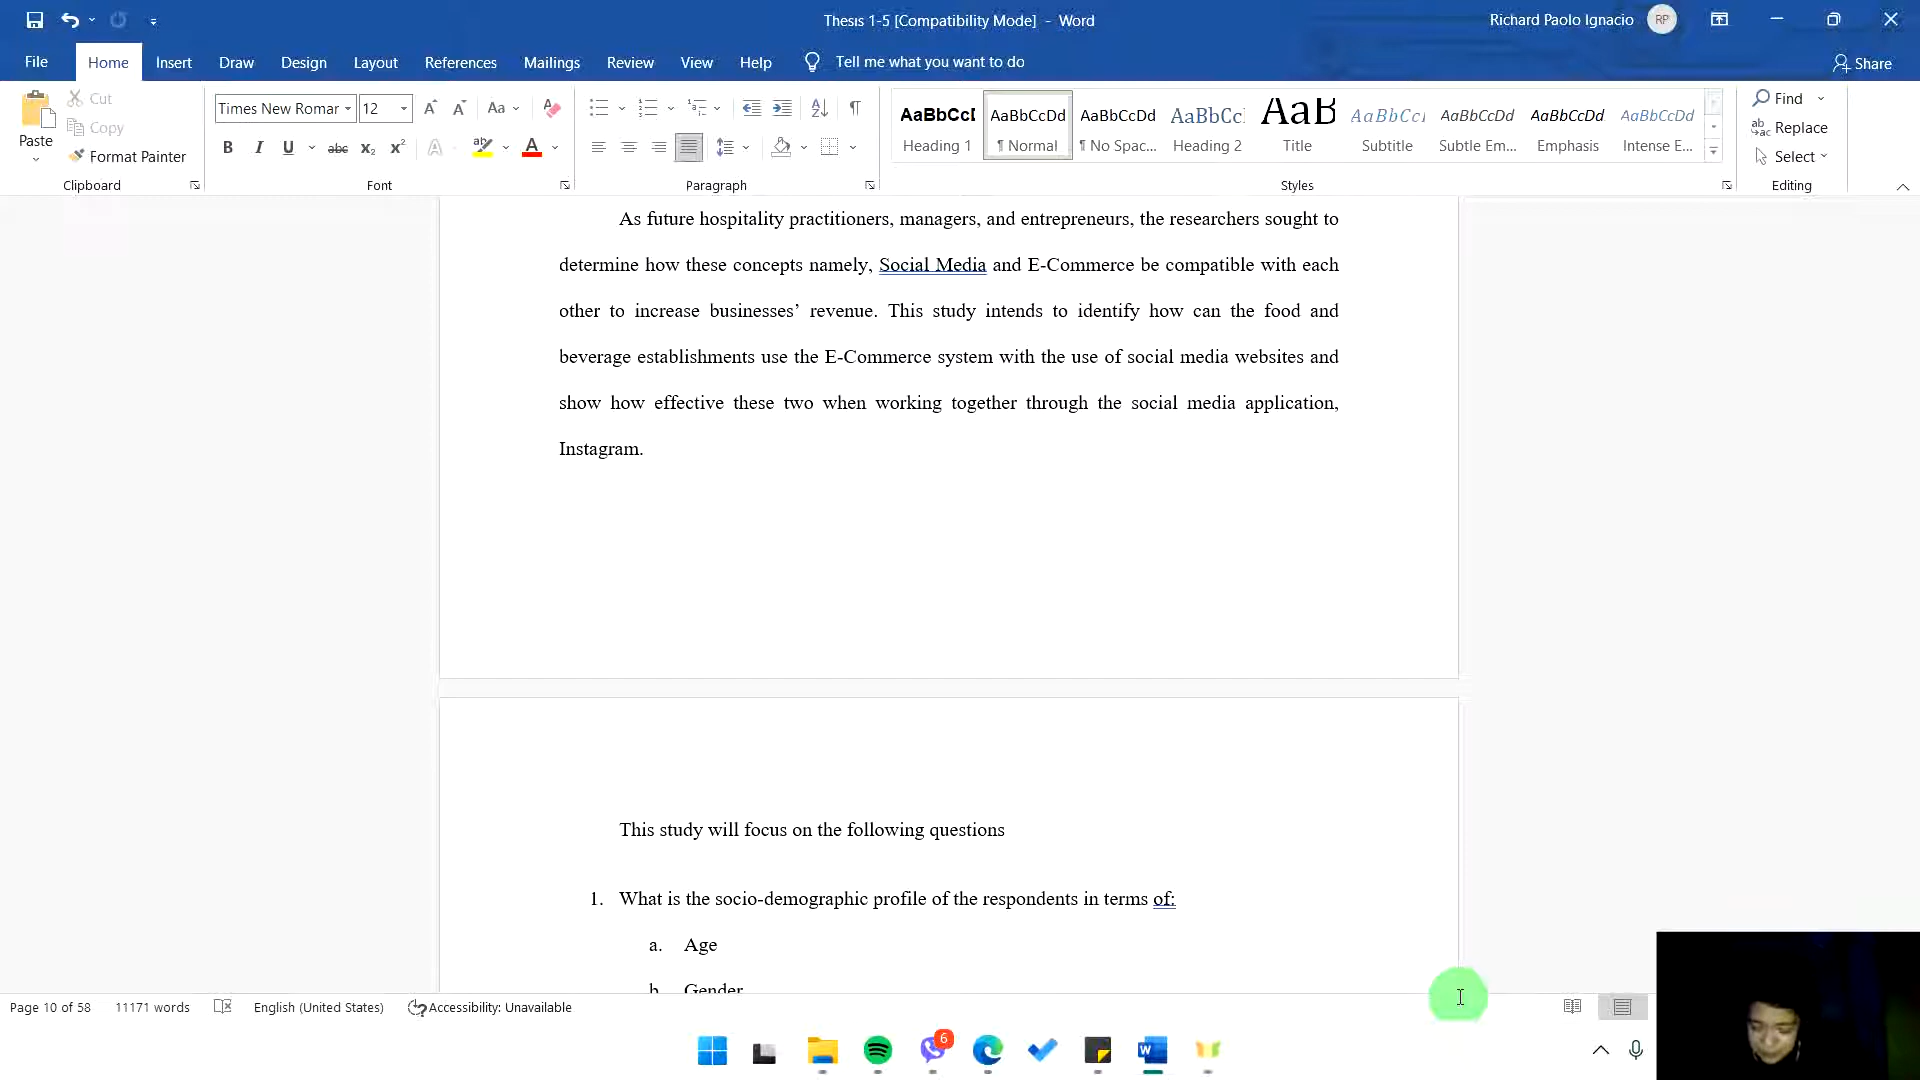 Thesis 1-5 [Compatibility Mode] - Word
Richard Paolo Ignacio
RP
File Home Insert Draw Design Layout References Mailings Review View Help Tell me what you want to do
Share
Paste
Cut
Copy
Format Painter
Clipboard
Times New Romar
12
Font
Paragraph
AaBbCcI AaBbCcDd AaBbCcDd AaBbCc AaB AaBbCcI AaBbCcDd AaBbCcDd AaBbCcDd
Heading 1 ¶ Normal ¶ No Spac... Heading 2 Title Subtitle Subtle Em... Emphasis Intense E...
Styles
Find
Replace
Select
Editing
As future hospitality practitioners, managers, and entrepreneurs, the researchers sought to
determine how these concepts namely, Social Media and E-Commerce be compatible with each
other to increase businesses’ revenue. This study intends to identify how can the food and
beverage establishments use the E-Commerce system with the use of social media websites and
show how effective these two when working together through the social media application,
Instagram.
This study will focus on the following questions
1. What is the socio-demographic profile of the respondents in terms of:
a. Age
b. Gender
Page 10 of 58 11171 words English (United States) Accessibility: Unavailable
6